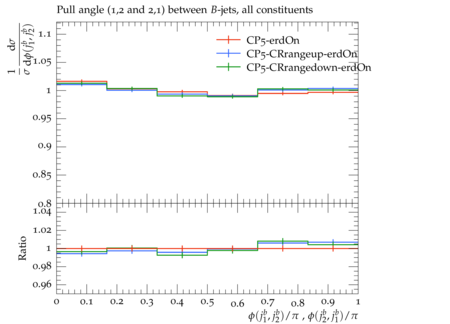 Pull angle (1,2 and 2,1) between B-jets, all constituents
1/σ dσ/dϕ(j₁ᵇ,j₂ᵇ)
CP5-erdOn
CP5-CRrangeup-erdOn
CP5-CRrangedown-erdOn
1.1
1.05
1
0.95
0.9
0.85
0.8
Ratio
1.04
1.02
1
0.98
0.96
0 0.1 0.2 0.3 0.4 0.5 0.6 0.7 0.8 0.9 1
ϕ(j₁ᵇ,j₂ᵇ)/π , ϕ(j₂ᵇ,j₁ᵇ)/π